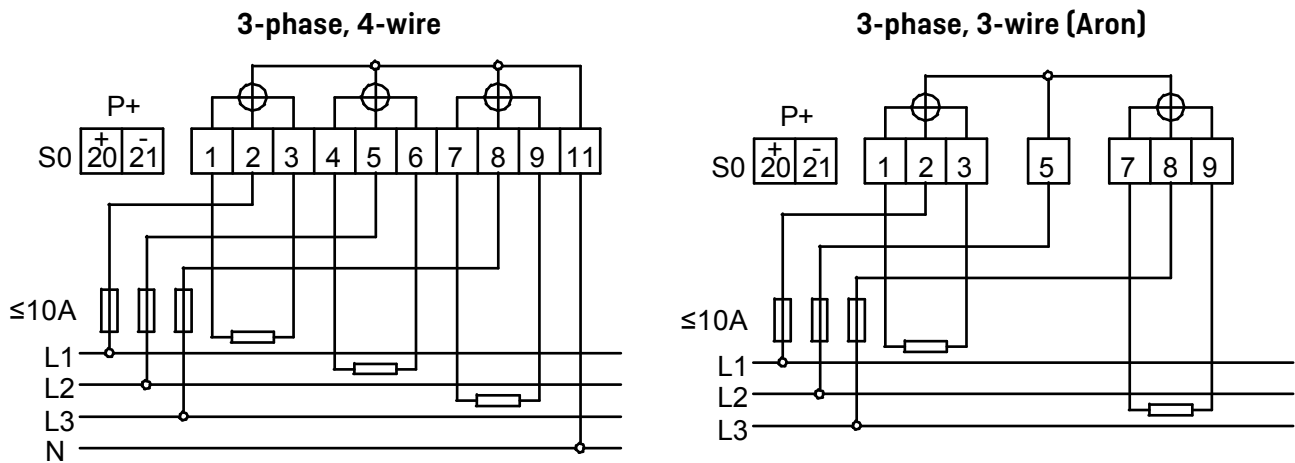 3-phase, 4-wire
P+
+ -
S0 20 21 1 2 3 4 5 6 7 8 9 11
≤10A
L1
L2
L3
N
3-phase, 3-wire (Aron)
P+
+ -
S0 20 21 1 2 3 5 7 8 9
≤10A
L1
L2
L3